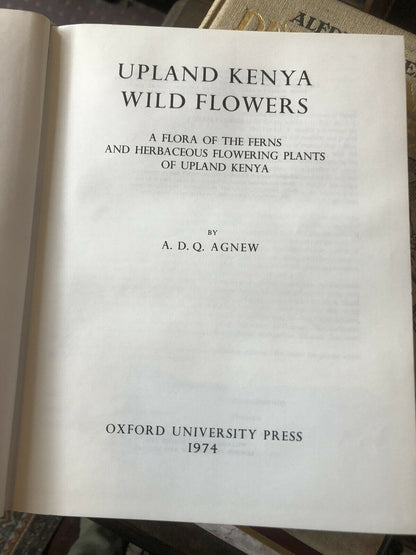 UPLAND KENYA
WILD FLOWERS
A FLORA OF THE FERNS
AND HERBACEOUS FLOWERING PLANTS
OF UPLAND KENYA
BY
A. D. Q. AGNEW
OXFORD UNIVERSITY PRESS
1974